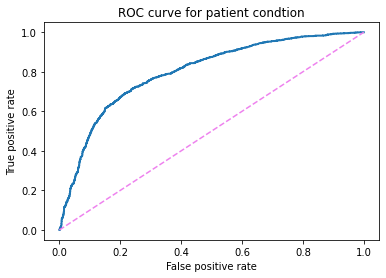 ROC curve for patient condtion
1.0
0.8
0.6
0.4
0.2
0.0
True positive rate
0.0 0.2 0.4 0.6 0.8 1.0
False positive rate